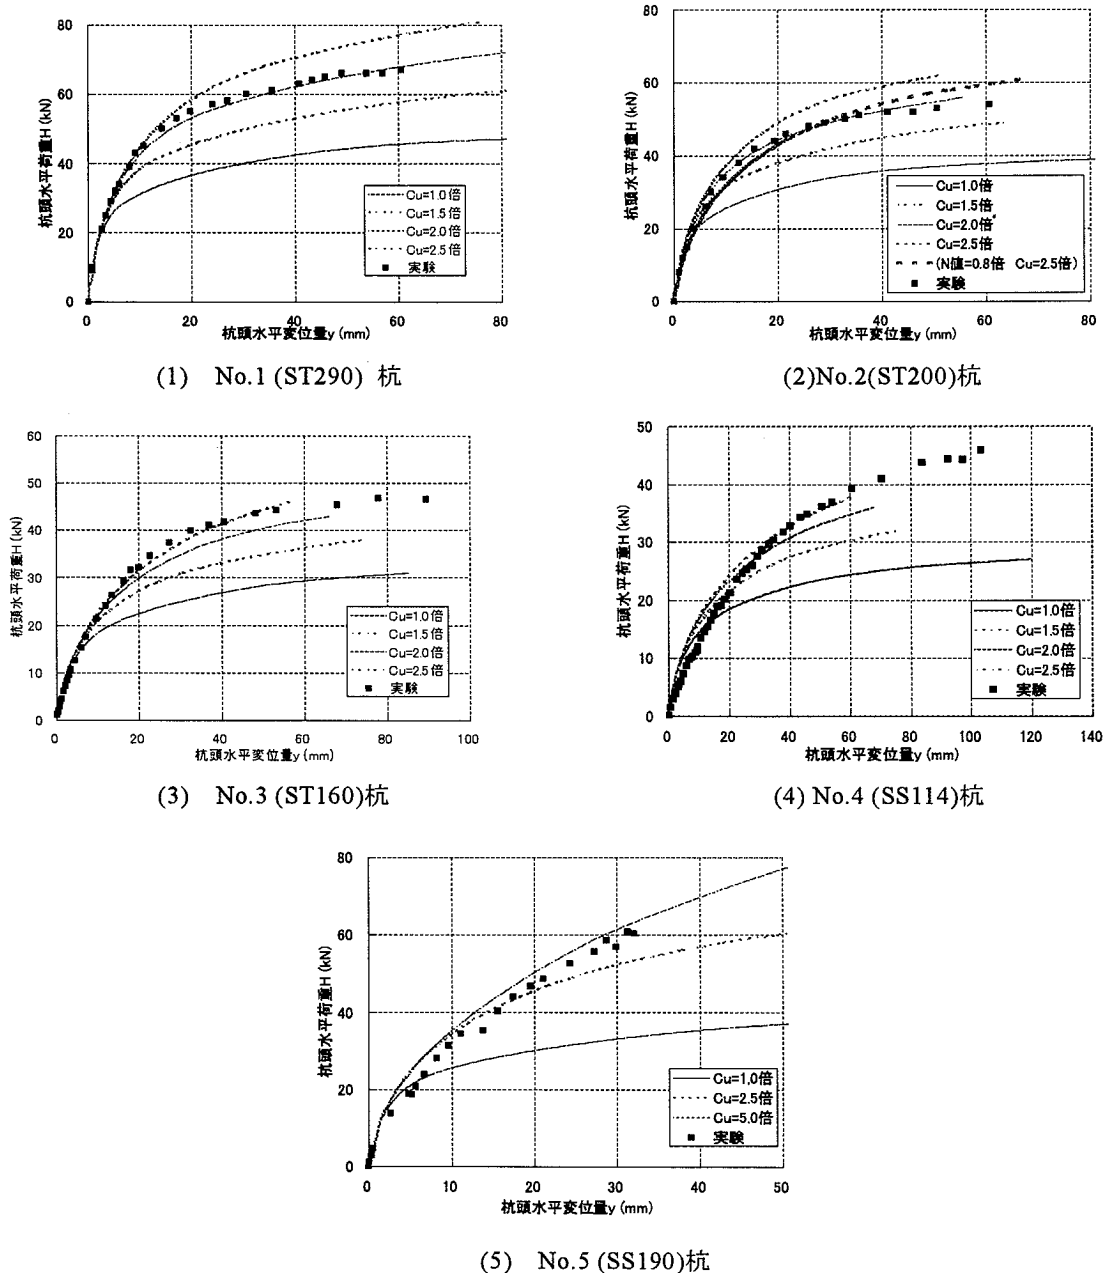 杭頭水平荷重H (kN)
80
60
40
20
0
0 20 40 60 80
杭頭水平変位量y (mm)
Cu=1.0倍
Cu=1.5倍
Cu=2.0倍
Cu=2.5倍
実験
(1) No.1 (ST290) 杭
杭頭水平荷重H (kN)
80
60
40
20
0
0 20 40 60 80
杭頭水平変位量y (mm)
Cu=1.0倍
Cu=1.5倍
Cu=2.0倍
Cu=2.5倍
(N値=0.8倍 Cu=2.5倍)
実験
(2)No.2(ST200)杭
杭頭水平荷重H (kN)
60
50
40
30
20
10
0
0 20 40 60 80 100
杭頭水平変位量y (mm)
Cu=1.0倍
Cu=1.5倍
Cu=2.0倍
Cu=2.5倍
実験
(3) No.3 (ST160)杭
杭頭水平荷重H (kN)
50
40
30
20
10
0
0 20 40 60 80 100 120 140
杭頭水平変位量y (mm)
Cu=1.0倍
Cu=1.5倍
Cu=2.0倍
Cu=2.5倍
実験
(4) No.4 (SS114)杭
杭頭水平荷重H (kN)
80
60
40
20
0
0 10 20 30 40 50
杭頭水平変位量y (mm)
Cu=1.0倍
Cu=2.5倍
Cu=5.0倍
実験
(5) No.5 (SS190)杭